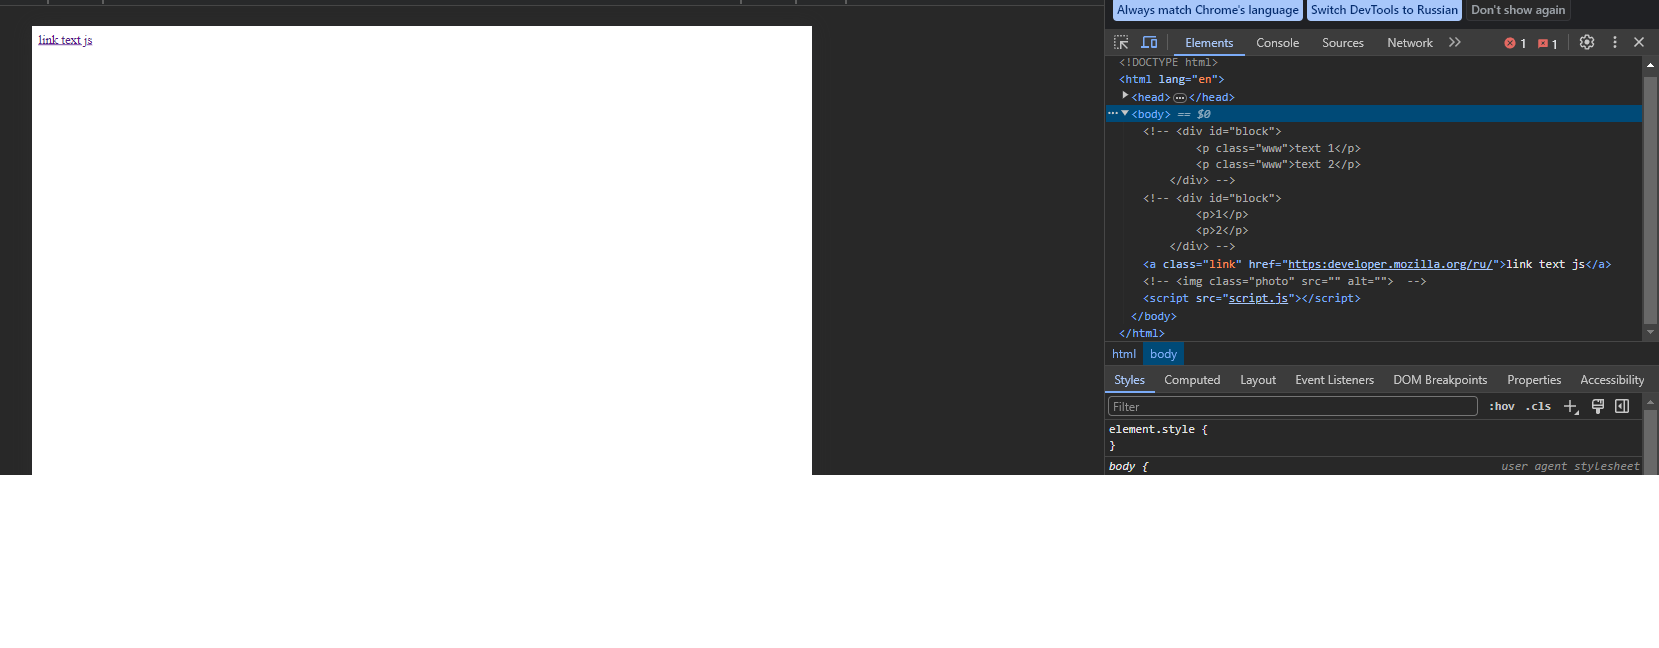 link text js
Always match Chrome's language Switch DevTools to Russian Don't show again
Elements Console Sources Network 1 1
<!DOCTYPE html>
<html lang="en">
<head> </head>
<body> == $0
<!-- <div id="block">
<p class="www">text 1</p>
<p class="www">text 2</p>
</div> -->
<!-- <div id="block">
<p>1</p>
<p>2</p>
</div> -->
<a class="link" href="https:developer.mozilla.org/ru/">link text js</a>
<!-- <img class="photo" src="" alt=""> -->
<script src="script.js"></script>
</body>
</html>
html body
Styles Computed Layout Event Listeners DOM Breakpoints Properties Accessibility
Filter :hov .cls
element.style {
}
body { user agent stylesheet